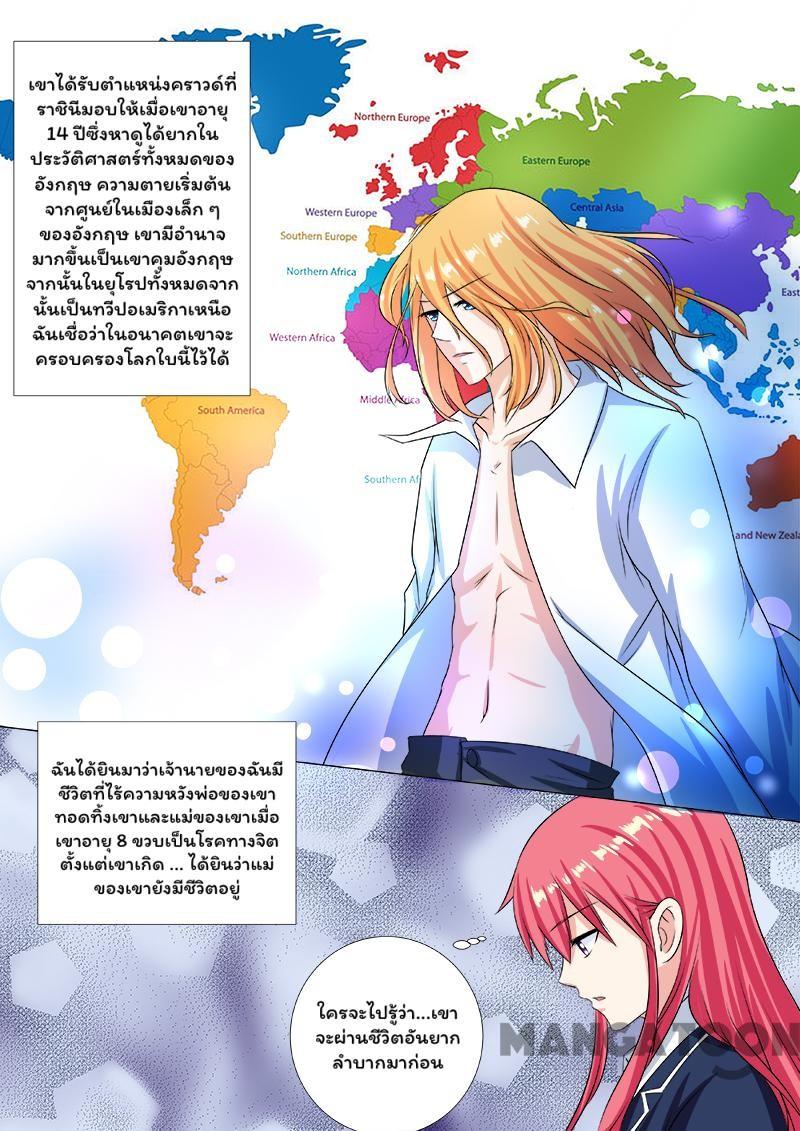 เขาได้รับตำแหน่งคราวด์ที่
ราชินีมอบให้เมื่อเขาอายุ
14 ปีซึ่งหาดูได้ยากใน
ประวัติศาสตร์ทั้งหมดของ
อังกฤษ ความตายเริ่มต้น
จากศูนย์ในเมืองเล็ก ๆ
ของอังกฤษ เขามีอำนาจ
มากขึ้นเป็นเขาคุมอังกฤษ
จากนั้นในยุโรปทั้งหมดจาก
นั้นเป็นทวีปอเมริกาเหนือ
ฉันเชื่อว่าในอนาคตเขาจะ
ครอบครองโลกใบนี้ไว้ได้
Northern Europe
Eastern Europe
Western Europe
Central Asia
Southern Europe
Northern Africa
Western Africa
Middle Africa
South America
Southern Af
and New Zeala
ฉันได้ยินมาว่าเจ้านายของฉันมี
ชีวิตที่ไร้ความหวังพ่อของเขา
ทอดทิ้งเขาและแม่ของเขาเมื่อ
เขาอายุ 8 ขวบเป็นโรคทางจิต
ตั้งแต่เขาเกิด ... ได้ยินว่าแม่
ของเขายังมีชีวิตอยู่
ใครจะไปรู้ว่า...เขา
จะผ่านชีวิตอันยาก
ลำบากมาก่อน
MANGATOON